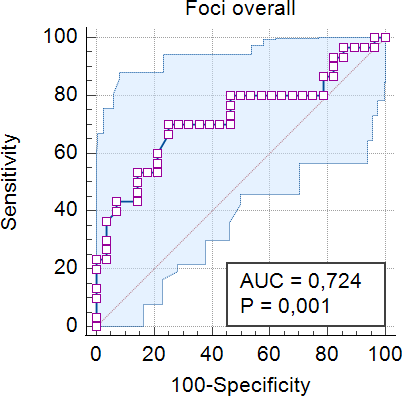 Foci overall
Sensitivity
100
80
60
40
20
0
AUC = 0,724
P = 0,001
0 20 40 60 80 100
100-Specificity